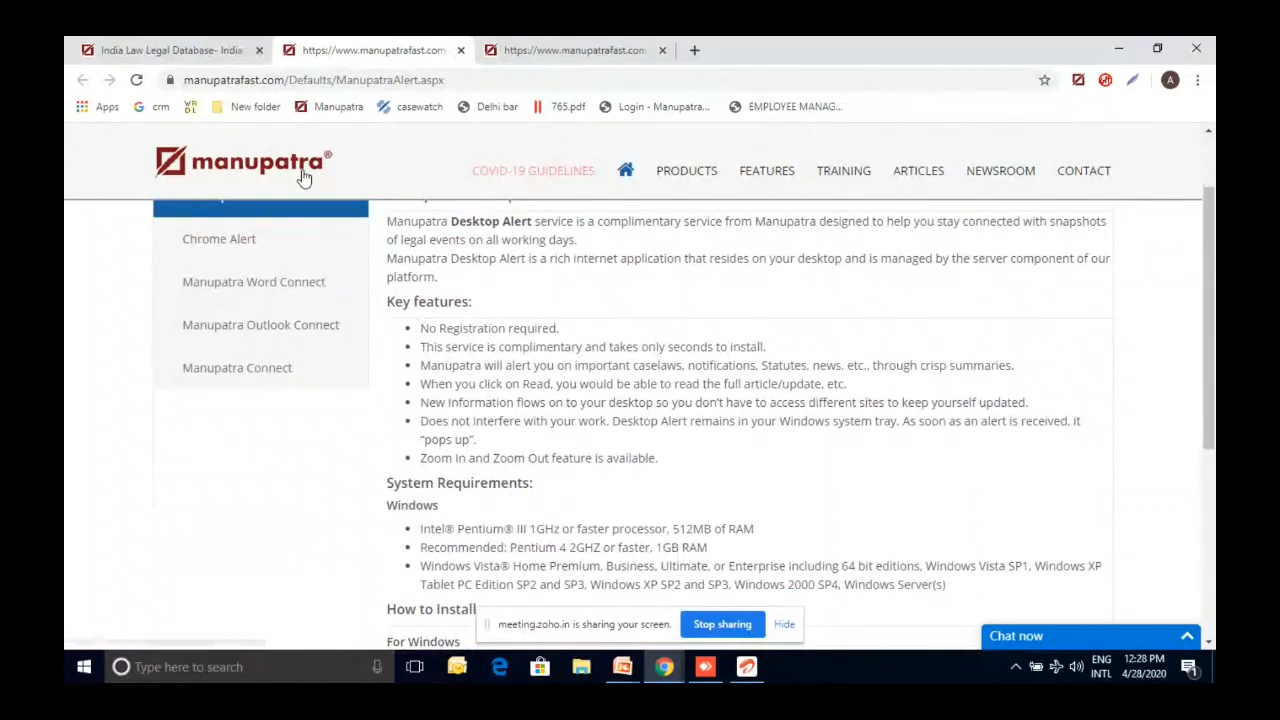 India Law Legal Database- India
https://www.manupatrafast.com
https://www.manupatrafast.com
manupatrafast.com/Defaults/ManupatraAlert.aspx
A
Apps
crm
New folder
Manupatra
casewatch
Delhi bar
765.pdf
Login - Manupatra...
EMPLOYEE MANAG...
manupatra®
COVID-19 GUIDELINES
PRODUCTS
FEATURES
TRAINING
ARTICLES
NEWSROOM
CONTACT
Chrome Alert
Manupatra Word Connect
Manupatra Outlook Connect
Manupatra Connect
Manupatra Desktop Alert service is a complimentary service from Manupatra designed to help you stay connected with snapshots
of legal events on all working days.
Manupatra Desktop Alert is a rich internet application that resides on your desktop and is managed by the server component of our
platform.
Key features:
No Registration required.
This service is complimentary and takes only seconds to install.
Manupatra will alert you on important caselaws, notifications, Statutes, news, etc., through crisp summaries.
When you click on Read, you would be able to read the full article/update, etc.
New Information flows on to your desktop so you don't have to access different sites to keep yourself updated.
Does not interfere with your work. Desktop Alert remains in your Windows system tray. As soon as an alert is received, it
"pops up".
Zoom In and Zoom Out feature is available.
System Requirements:
Windows
Intel® Pentium® III 1GHz or faster processor, 512MB of RAM
Recommended: Pentium 4 2GHZ or faster, 1GB RAM
Windows Vista® Home Premium, Business, Ultimate, or Enterprise including 64 bit editions, Windows Vista SP1, Windows XP
Tablet PC Edition SP2 and SP3, Windows XP SP2 and SP3, Windows 2000 SP4, Windows Server(s)
How to Install
For Windows
meeting.zoho.in is sharing your screen.
Stop sharing
Hide
Chat now
Type here to search
ENG
INTL
12:28 PM
4/28/2020
1